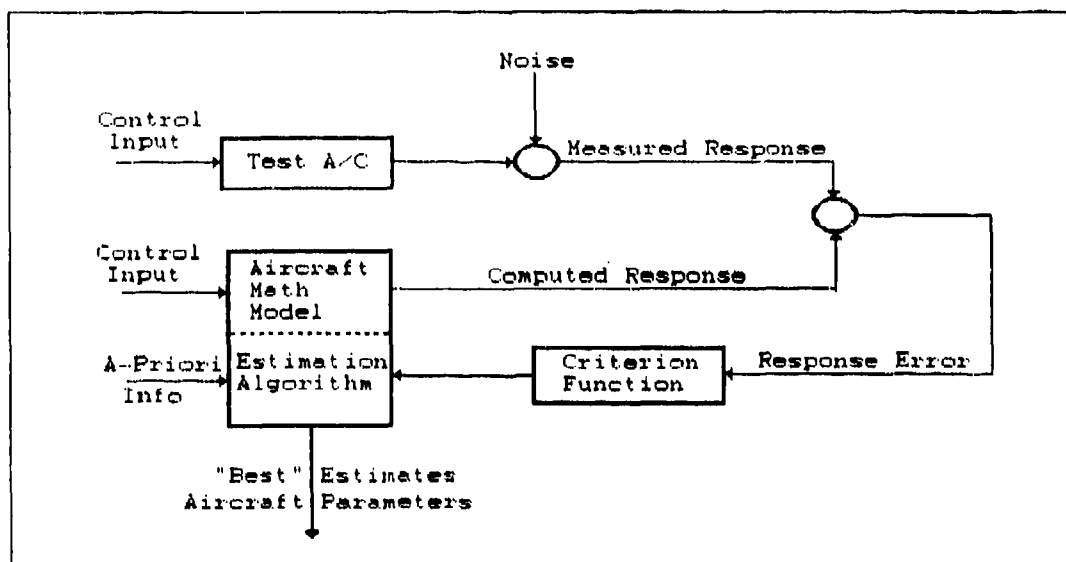 Noise
Control
Input
Test A/C
Measured Response
Control
Input
Aircraft
Math
Model
Computed Response
A-Priori
Info
Estimation
Algorithm
Criterion
Function
Response Error
"Best" Estimates
Aircraft Parameters